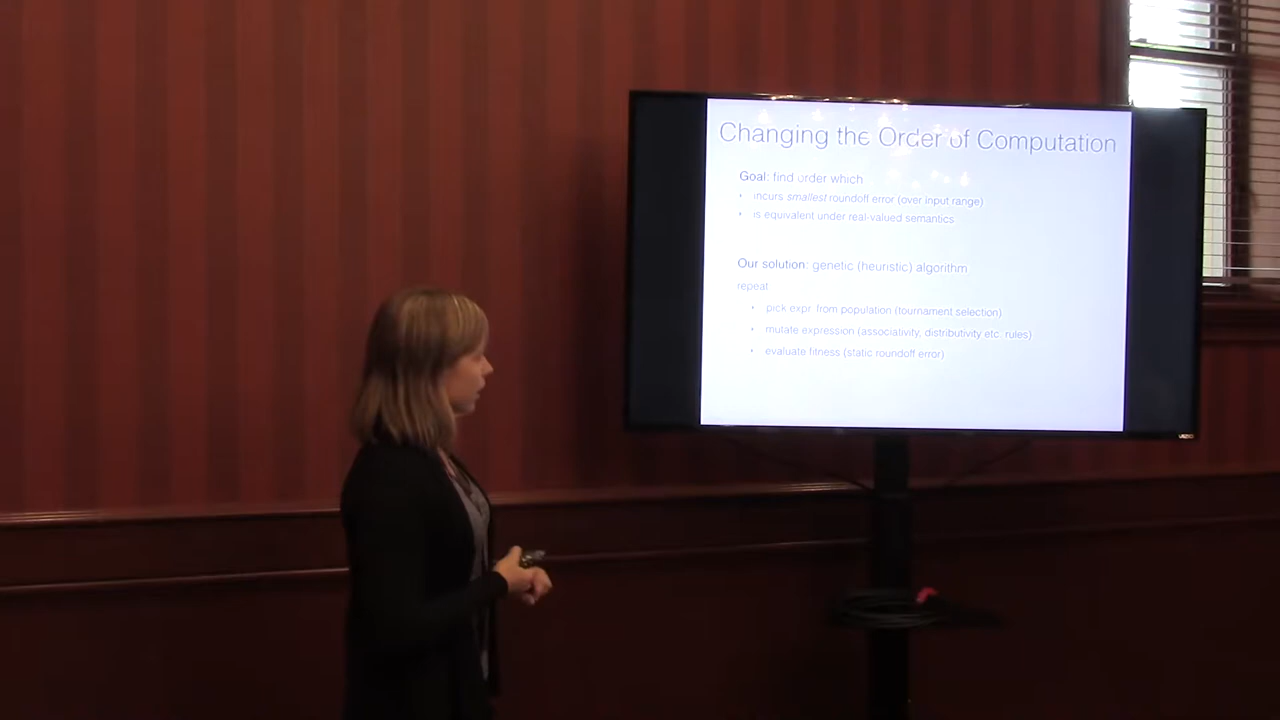 Changing the Order of Computation
Goal: find order which
• incurs smallest roundoff error (over input range)
• is equivalent under real-valued semantics
Our solution: genetic (heuristic) algorithm
repeat
• pick expr from population (tournament selection)
• mutate expression (associativity, distributivity etc. rules)
• evaluate fitness (static roundoff error)
VIZIO